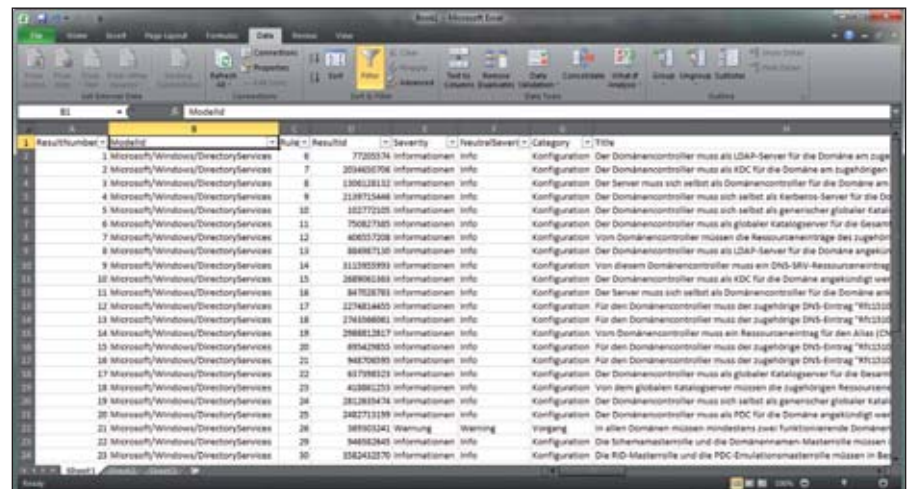 Book1 - Microsoft Excel
File Home Insert Page Layout Formulas Data Review View
Connections
Properties
Refresh All
Sort
Filter
Advanced
Text to Columns
Remove Duplicates
Data Validation
Consolidate
What-If Analysis
Group
Ungroup
Subtotal
Get External Data
Connections
Sort & Filter
Data Tools
Outline
B1 ModelId
A B C D E F G H
1 ResultNumber ModelId Rule ResultId Severity NeutralSeveri Category Title
1 Microsoft/Windows/DirectoryServices 6 Informationen Info Konfiguration Der Domänencontroller muss als LDAP-Server für die Domäne am zuge
2 Microsoft/Windows/DirectoryServices 7 Informationen Info Konfiguration Der Domänencontroller muss als KDC für die Domäne am zugehörigen
3 Microsoft/Windows/DirectoryServices 8 Informationen Info Konfiguration Der Server muss sich selbst als Domänencontroller für die Domäne am
4 Microsoft/Windows/DirectoryServices 9 2139715446 Informationen Info Konfiguration Der Domänencontroller muss sich selbst als Kerberos-Server für die Do
5 Microsoft/Windows/DirectoryServices 10 102772105 Informationen Info Konfiguration Der Domänencontroller muss sich selbst als generischer globaler Katal
6 Microsoft/Windows/DirectoryServices 11 750827385 Informationen Info Konfiguration Der Domänencontroller muss als globaler Katalogserver für die Gesamt
7 Microsoft/Windows/DirectoryServices 12 406557208 Informationen Info Konfiguration Vom Domänencontroller müssen die Ressourceneinträge des zugehöri
8 Microsoft/Windows/DirectoryServices 13 Informationen Info Konfiguration Der Domänencontroller muss als LDAP-Server für die Domäne angekün
9 Microsoft/Windows/DirectoryServices 14 Informationen Info Konfiguration Von diesem Domänencontroller muss ein DNS-SRV-Ressourceneintrag
10 Microsoft/Windows/DirectoryServices 15 Informationen Info Konfiguration Der Domänencontroller muss als KDC für die Domäne angekündigt we
11 Microsoft/Windows/DirectoryServices 16 Informationen Info Konfiguration Der Server muss sich selbst als Domänencontroller für die Domäne an
12 Microsoft/Windows/DirectoryServices 17 2274814455 Informationen Info Konfiguration Für den Domänencontroller muss der zugehörige DNS-Eintrag
13 Microsoft/Windows/DirectoryServices 18 Informationen Info Konfiguration Für den Domänencontroller muss der zugehörige DNS-Eintrag
14 Microsoft/Windows/DirectoryServices 19 2988812817 Informationen Info Konfiguration Vom Domänencontroller muss ein Ressourceneintrag für den Alias (CN
15 Microsoft/Windows/DirectoryServices 20 Informationen Info Konfiguration Für den Domänencontroller muss der zugehörige DNS-Eintrag
16 Microsoft/Windows/DirectoryServices 21 948706595 Informationen Info Konfiguration Für den Domänencontroller muss der zugehörige DNS-Eintrag
17 Microsoft/Windows/DirectoryServices 22 637398323 Informationen Info Konfiguration Der Domänencontroller muss als globaler Katalogserver für die Gesamt
18 Microsoft/Windows/DirectoryServices 23 Informationen Info Konfiguration Von dem globalen Katalogserver müssen die zugehörigen Ressourcene
19 Microsoft/Windows/DirectoryServices 24 Informationen Info Konfiguration Der Domänencontroller muss sich selbst als generischer globaler Katal
20 Microsoft/Windows/DirectoryServices 25 2482713199 Informationen Info Konfiguration Der Domänencontroller muss als PDC für die Domäne angekündigt wer
21 Microsoft/Windows/DirectoryServices 26 Warnung Warning Vorgang In allen Domänen müssen mindestens zwei funktionierende Domänen
22 Microsoft/Windows/DirectoryServices 29 Informationen Info Konfiguration Die Schemamasterrolle und die Domänennamen-Masterrolle müssen
23 Microsoft/Windows/DirectoryServices 30 Informationen Info Konfiguration Die RID-Masterrolle und die PDC-Emulationsmasterrolle müssen in Bes
Sheet1 Sheet2 Sheet3
Ready 100%